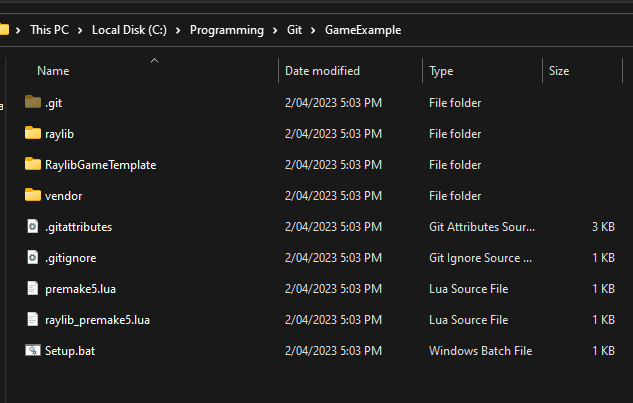 This PC > Local Disk (C:) > Programming > Git > GameExample
Name Date modified Type Size
.git 2/04/2023 5:03 PM File folder
raylib 2/04/2023 5:03 PM File folder
RaylibGameTemplate 2/04/2023 5:03 PM File folder
vendor 2/04/2023 5:03 PM File folder
.gitattributes 2/04/2023 5:03 PM Git Attributes Sour... 3 KB
.gitignore 2/04/2023 5:03 PM Git Ignore Source ... 1 KB
premake5.lua 2/04/2023 5:03 PM Lua Source File 1 KB
raylib_premake5.lua 2/04/2023 5:03 PM Lua Source File 1 KB
Setup.bat 2/04/2023 5:03 PM Windows Batch File 1 KB